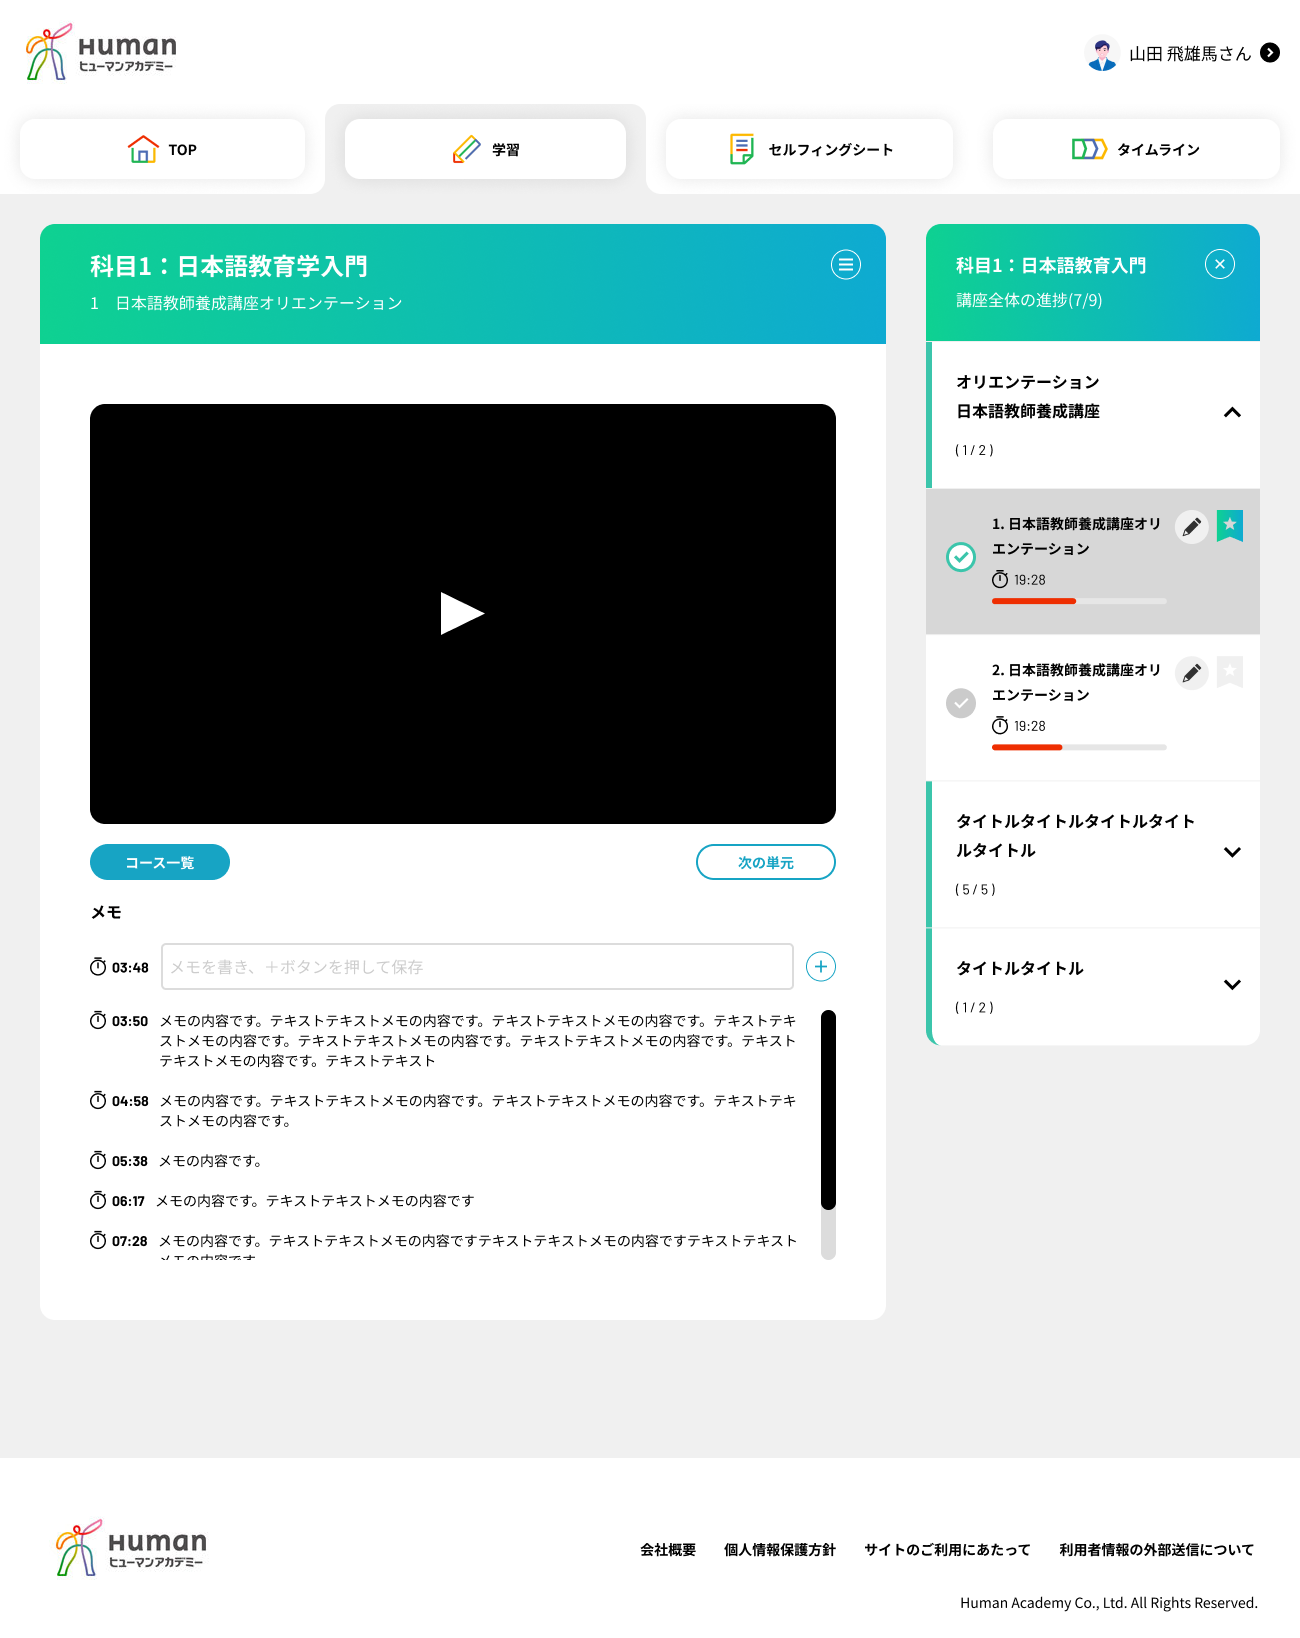 Human
ヒューマンアカデミー
山田 飛雄馬さん
TOP
学習
セルフィングシート
タイムライン
科目1：日本語教育学入門
1　日本語教師養成講座オリエンテーション
コース一覧
次の単元
メモ
03:48
メモを書き、＋ボタンを押して保存
03:50 メモの内容です。テキストテキストメモの内容です。テキストテキストメモの内容です。テキストテキ
ストメモの内容です。テキストテキストメモの内容です。テキストテキストメモの内容です。テキスト
テキストメモの内容です。テキストテキスト
04:58 メモの内容です。テキストテキストメモの内容です。テキストテキストメモの内容です。テキストテキ
ストメモの内容です。
05:38 メモの内容です。
06:17 メモの内容です。テキストテキストメモの内容です
07:28 メモの内容です。テキストテキストメモの内容ですテキストテキストメモの内容ですテキストテキスト
メモの内容です
科目1：日本語教育入門
講座全体の進捗(7/9)
オリエンテーション
日本語教師養成講座
( 1 / 2 )
1. 日本語教師養成講座オリ
エンテーション
19:28
2. 日本語教師養成講座オリ
エンテーション
19:28
タイトルタイトルタイトルタイト
ルタイトル
( 5 / 5 )
タイトルタイトル
( 1 / 2 )
Human
ヒューマンアカデミー
会社概要
個人情報保護方針
サイトのご利用にあたって
利用者情報の外部送信について
Human Academy Co., Ltd. All Rights Reserved.